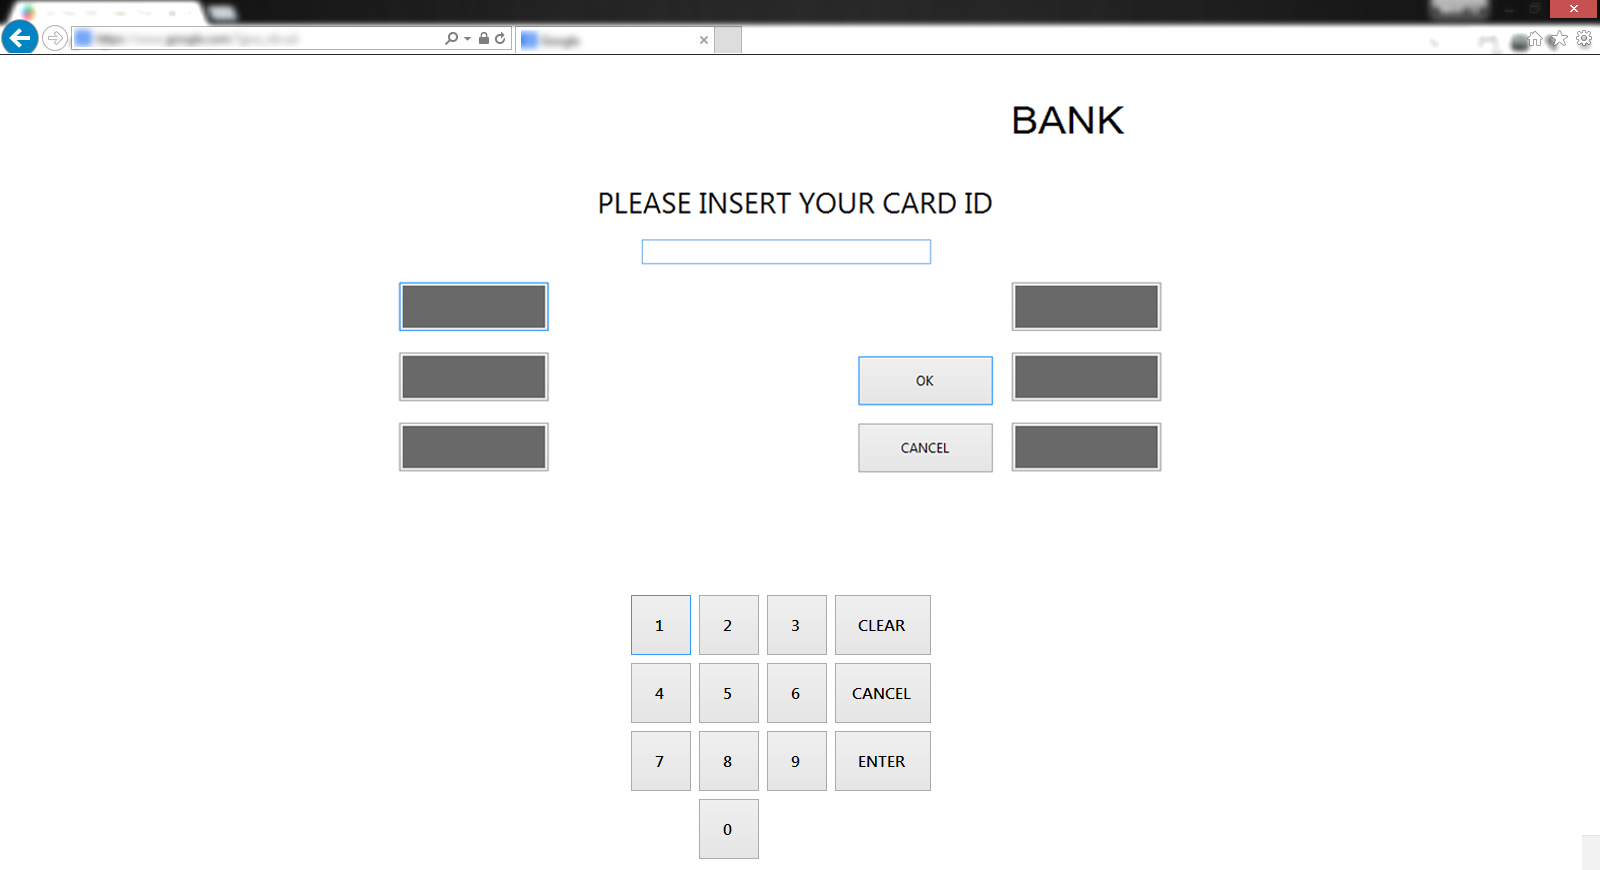 BANK
PLEASE INSERT YOUR CARD ID
OK
CANCEL
1 2 3 CLEAR
4 5 6 CANCEL
7 8 9 ENTER
0